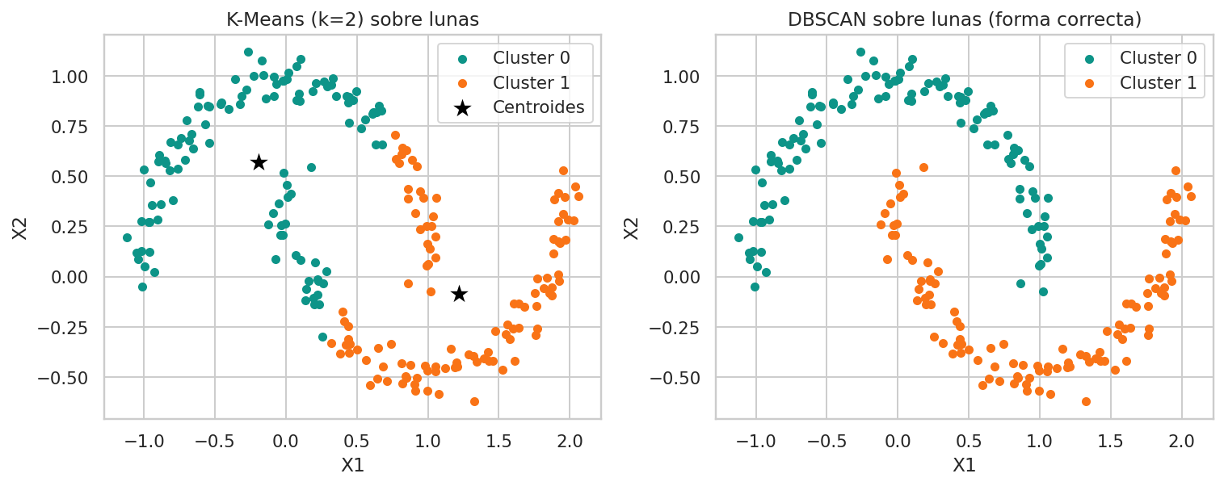 K-Means (k=2) sobre lunas
Cluster 0
Cluster 1
Centroides
1.00
0.75
0.50
0.25
0.00
−0.25
−0.50
X2
−1.0 −0.5 0.0 0.5 1.0 1.5 2.0
X1
DBSCAN sobre lunas (forma correcta)
Cluster 0
Cluster 1
1.00
0.75
0.50
0.25
0.00
−0.25
−0.50
X2
−1.0 −0.5 0.0 0.5 1.0 1.5 2.0
X1